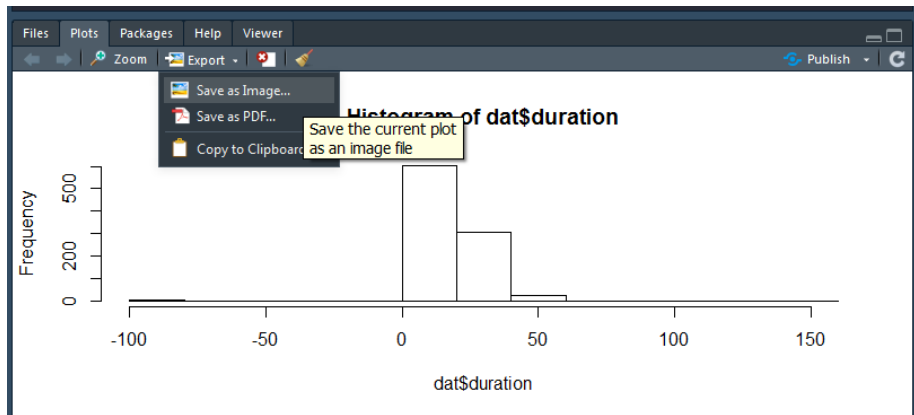 Files Plots Packages Help Viewer
Zoom Export Publish
Save as Image...
Save as PDF...
Histogram of dat$duration
Save the current plot
as an image file
Copy to Clipboard
Frequency
500
200
0
-100 -50 0 50 100 150
dat$duration